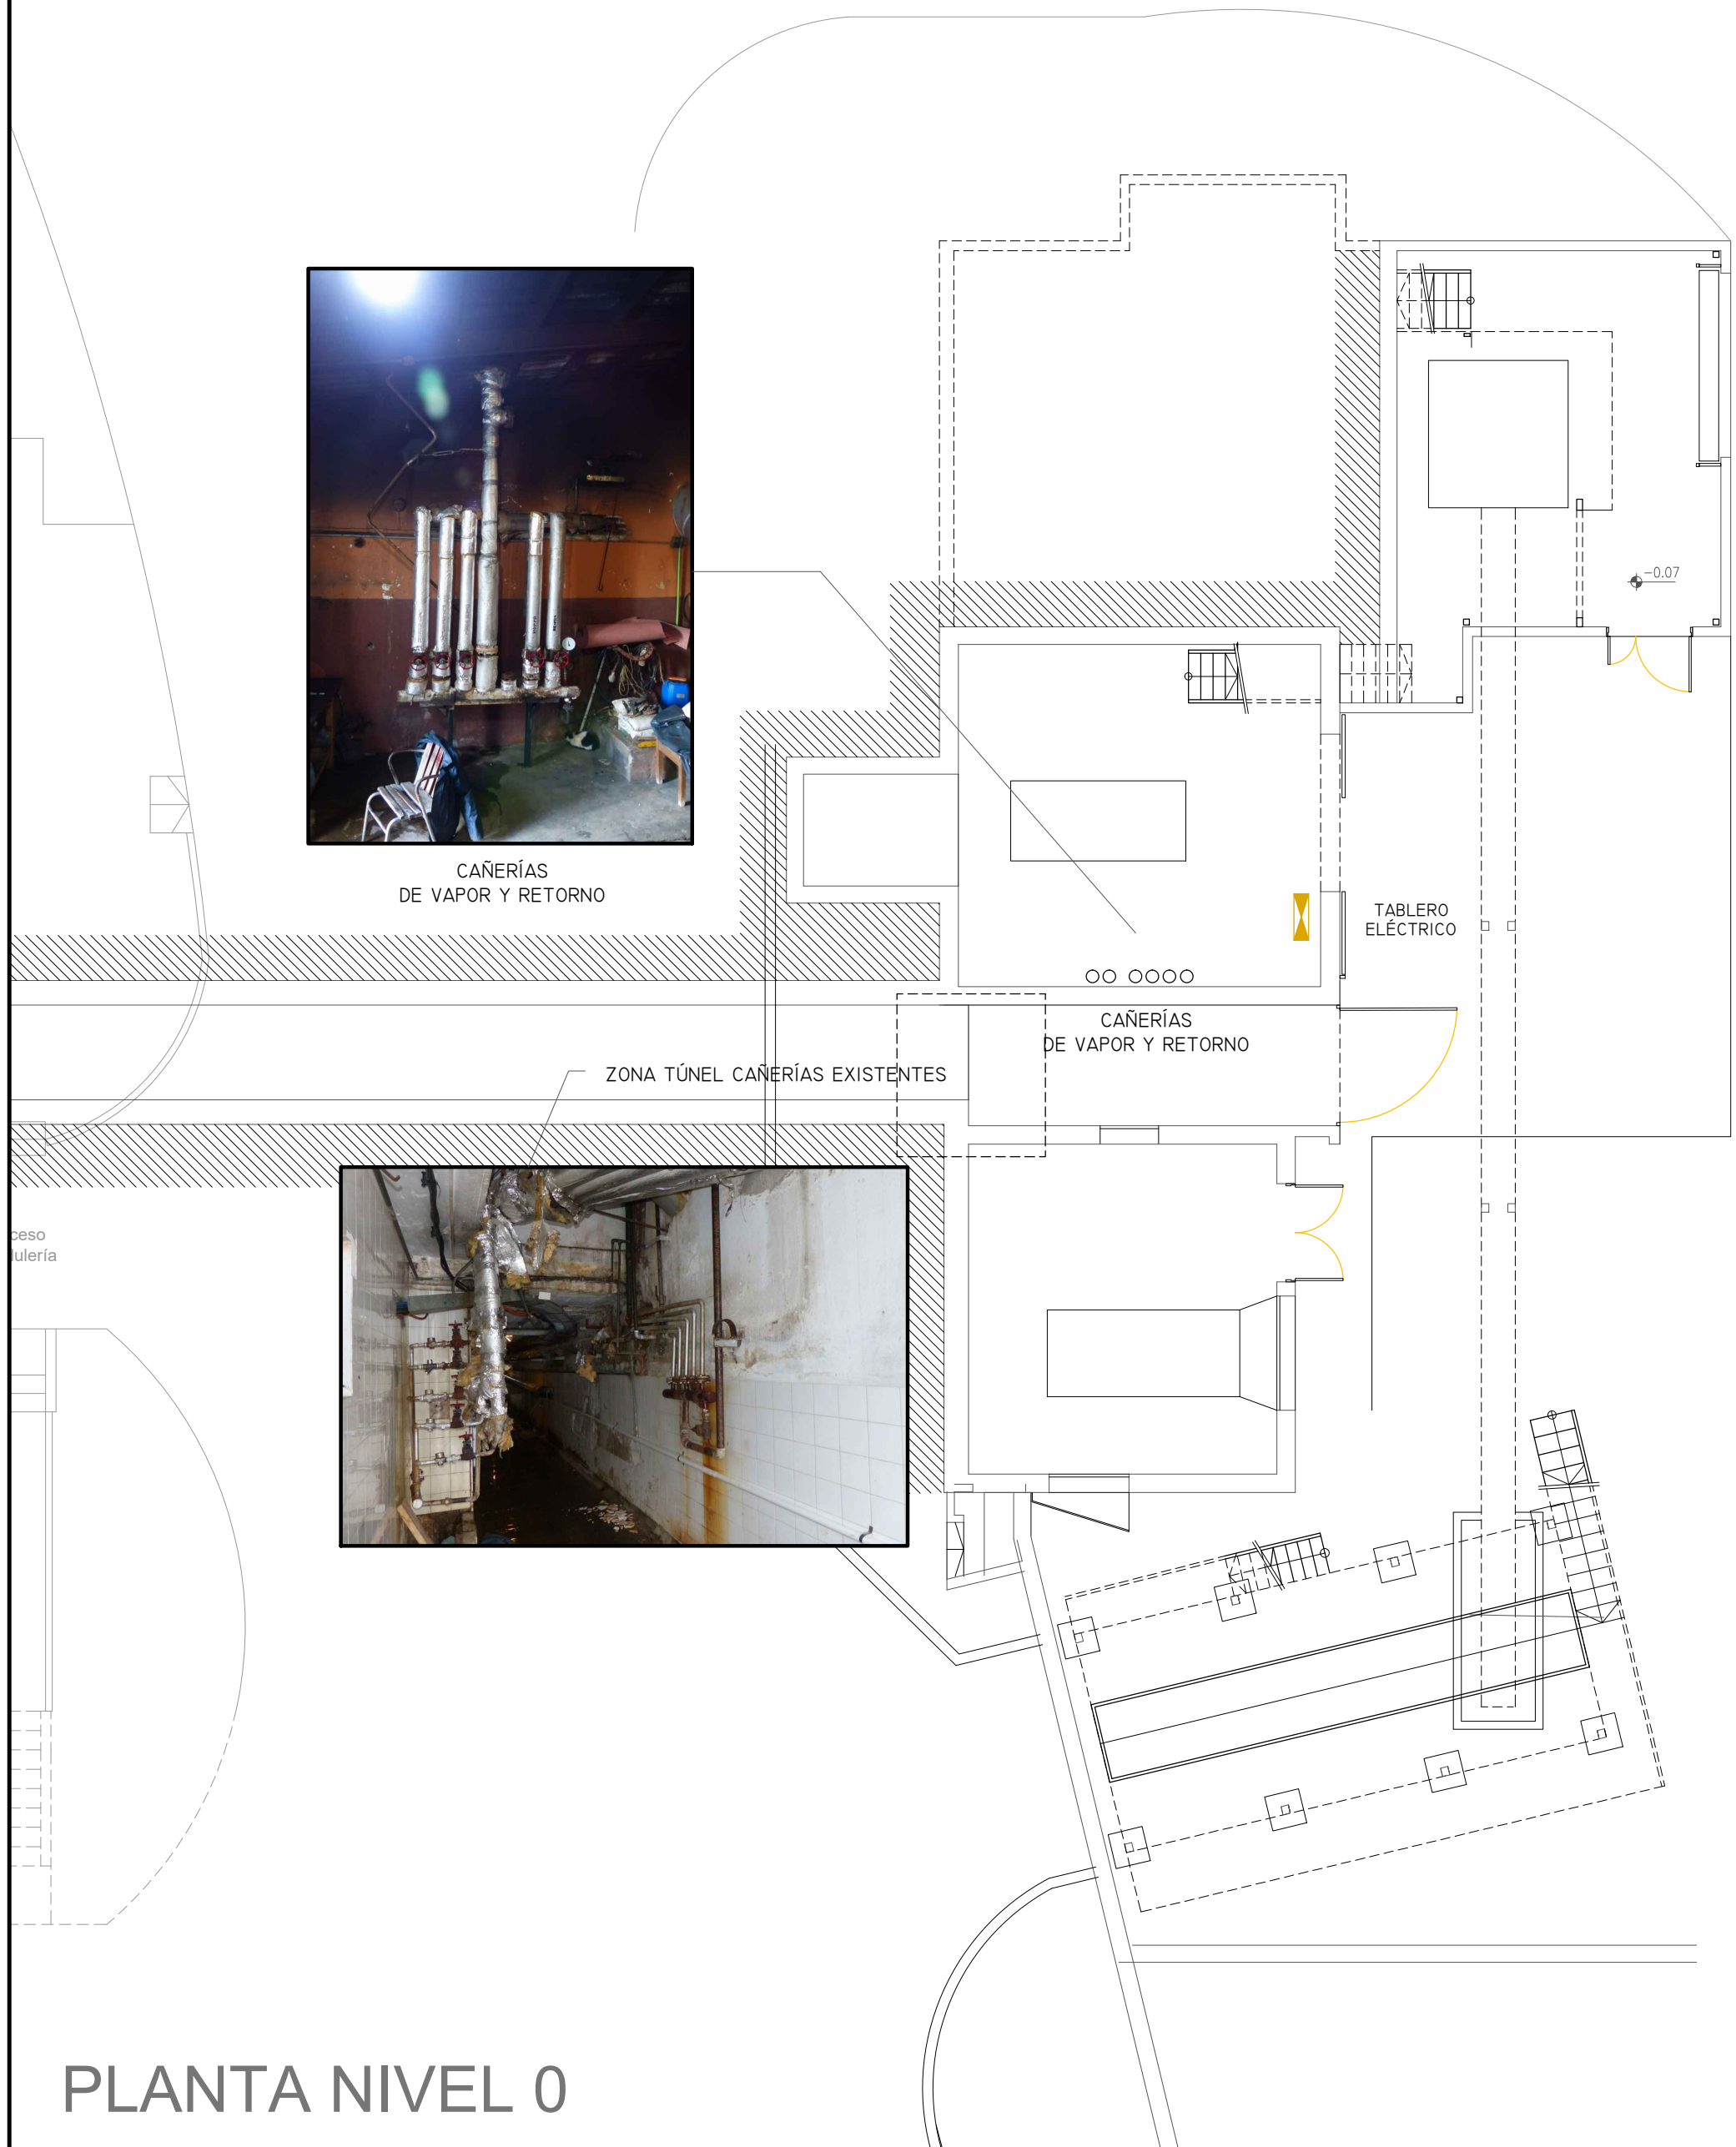 -0.07
CAÑERÍAS
DE VAPOR Y RETORNO
TABLERO
ELÉCTRICO
CAÑERÍAS
DE VAPOR Y RETORNO
ZONA TÚNEL CAÑERÍAS EXISTENTES
ceso
PLANTA NIVEL 0